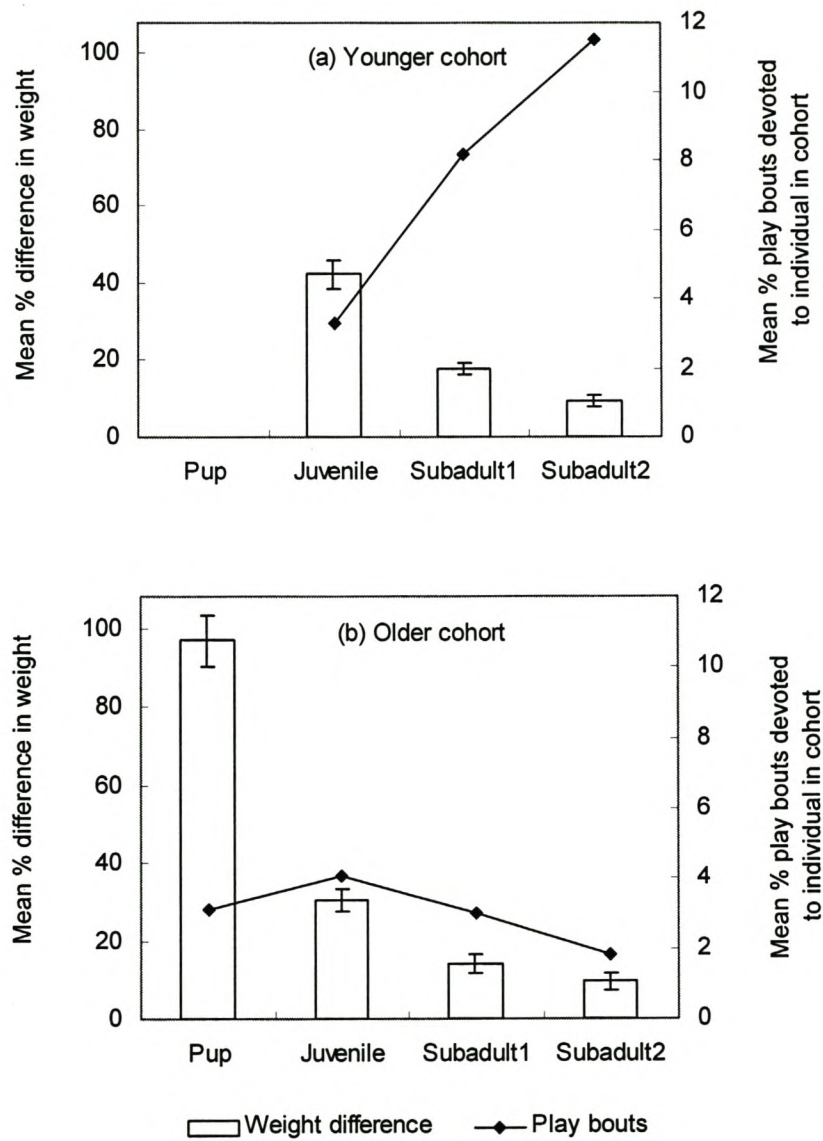 (a) Younger cohort
Mean % difference in weight
100
80
60
40
20
0
12
10
8
6
4
2
0
Mean % play bouts devoted
to individual in cohort
Pup Juvenile Subadult1 Subadult2
(b) Older cohort
Mean % difference in weight
100
80
60
40
20
0
12
10
8
6
4
2
0
Mean % play bouts devoted
to individual in cohort
Pup Juvenile Subadult1 Subadult2
Weight difference Play bouts